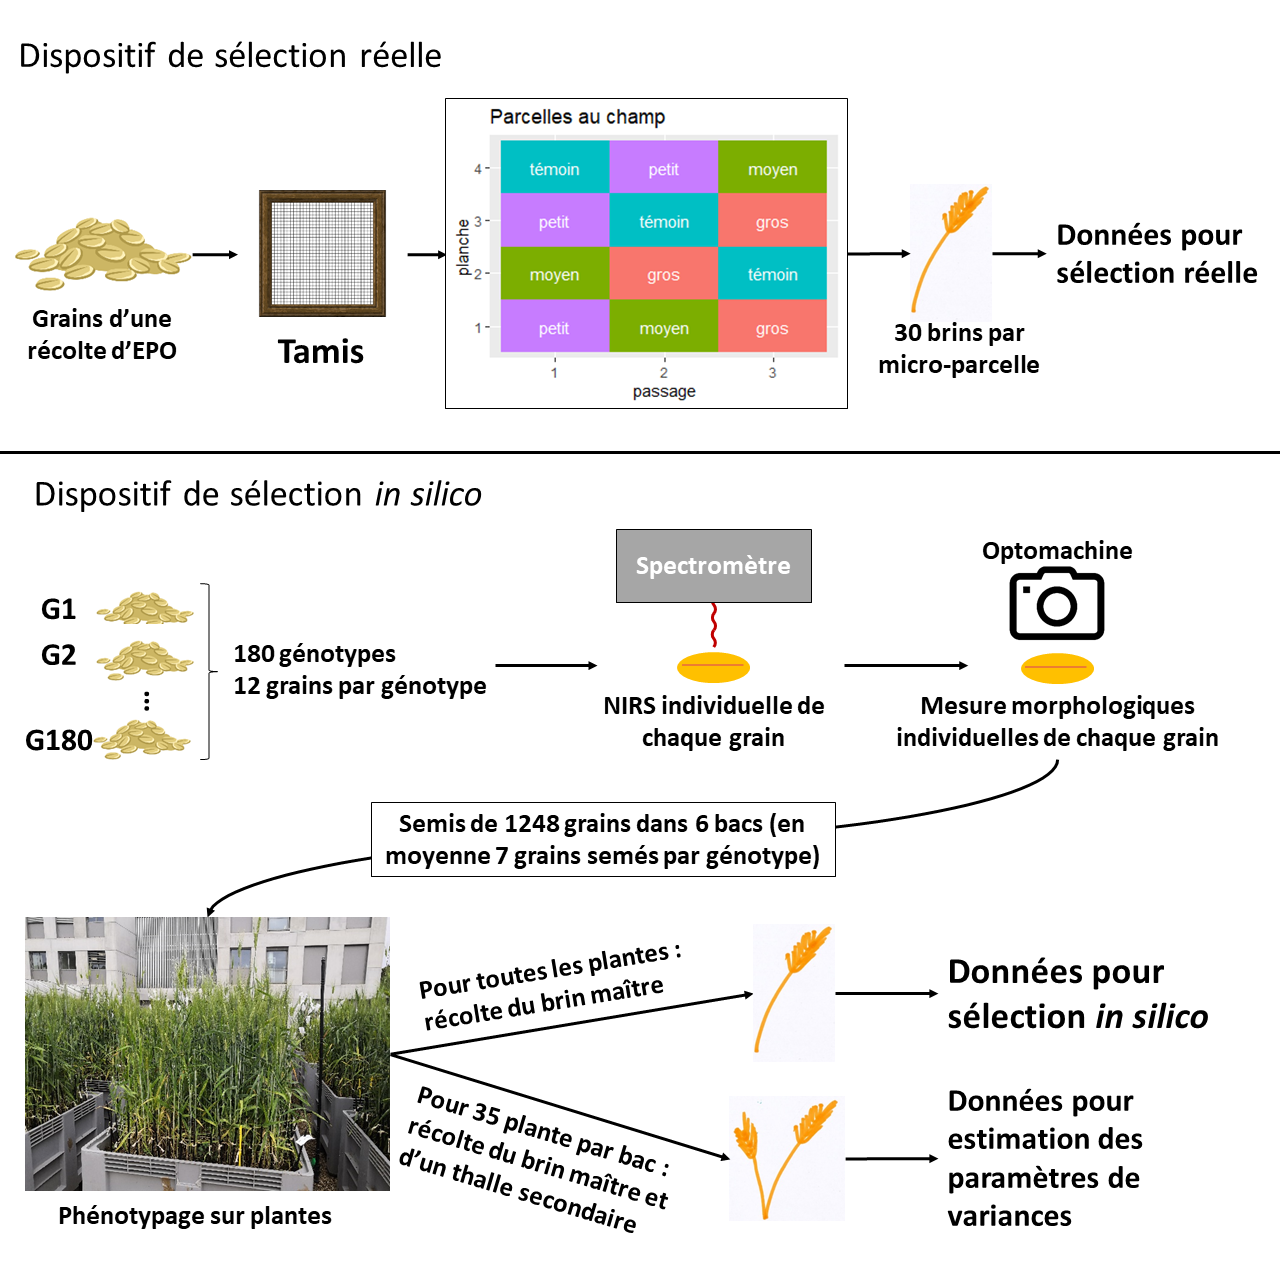 Dispositif de sélection réelle
Parcelles au champ
planche
4
témoin
petit
moyen
3
petit
témoin
gros
2
moyen
gros
témoin
1
petit
moyen
gros
1
2
3
passage
Grains d’une
récolte d’EPO
Tamis
30 brins par
micro-parcelle
Données pour
sélection réelle
Dispositif de sélection in silico
G1
G2
G180
180 génotypes
12 grains par génotype
Spectromètre
NIRS individuelle de
chaque grain
Optomachine
Mesure morphologiques
individuelles de chaque grain
Semis de 1248 grains dans 6 bacs (en
moyenne 7 grains semés par génotype)
Phénotypage sur plantes
Pour toutes les plantes :
récolte du brin maître
Données pour
sélection in silico
Pour 35 plante par bac :
récolte du brin maître et
d’un thalle secondaire
Données pour
estimation des
paramètres de
variances